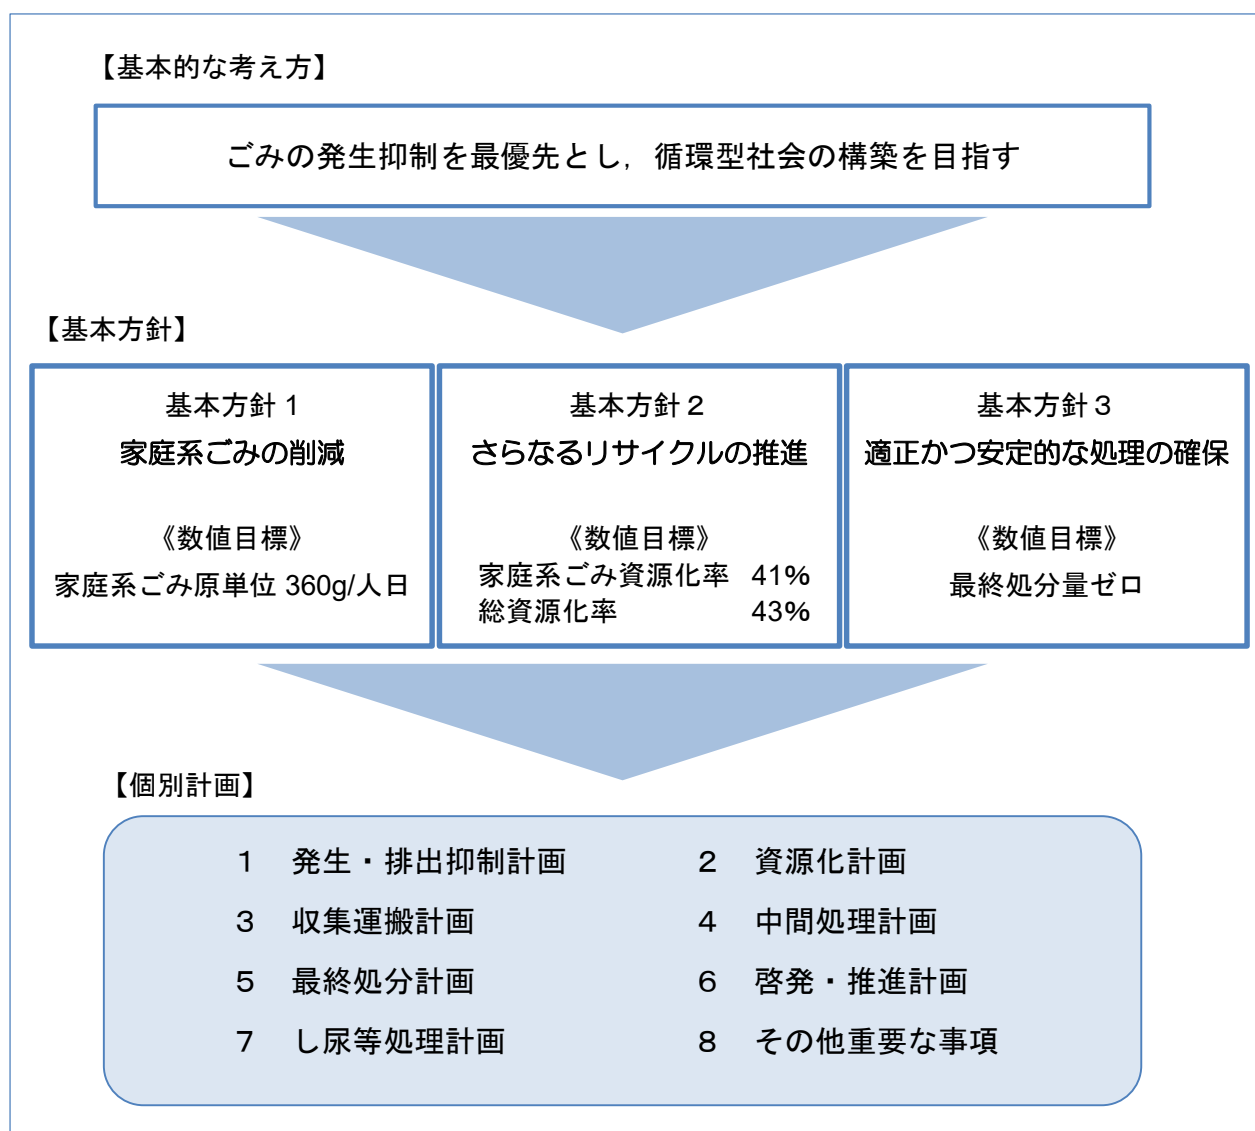 【基本的な考え方】
ごみの発生抑制を最優先とし，循環型社会の構築を目指す
【基本方針】
基本方針１
家庭系ごみの削減
《数値目標》
家庭系ごみ原単位 360g/人日
基本方針２
さらなるリサイクルの推進
《数値目標》
家庭系ごみ資源化率 41%
総資源化率 43%
基本方針３
適正かつ安定的な処理の確保
《数値目標》
最終処分量ゼロ
【個別計画】
１ 発生・排出抑制計画
２ 資源化計画
３ 収集運搬計画
４ 中間処理計画
５ 最終処分計画
６ 啓発・推進計画
７ し尿等処理計画
８ その他重要な事項